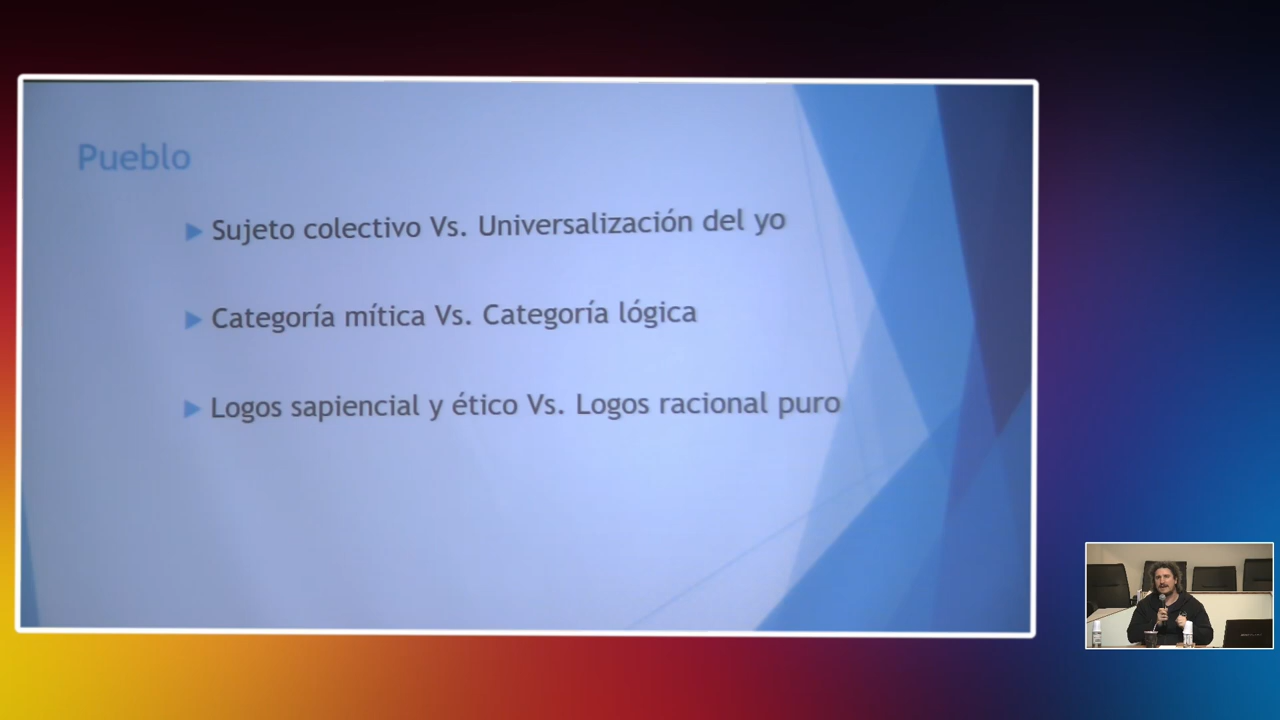 Pueblo
Sujeto colectivo Vs. Universalización del yo
Categoría mítica Vs. Categoría lógica
Logos sapiencial y ético Vs. Logos racional puro